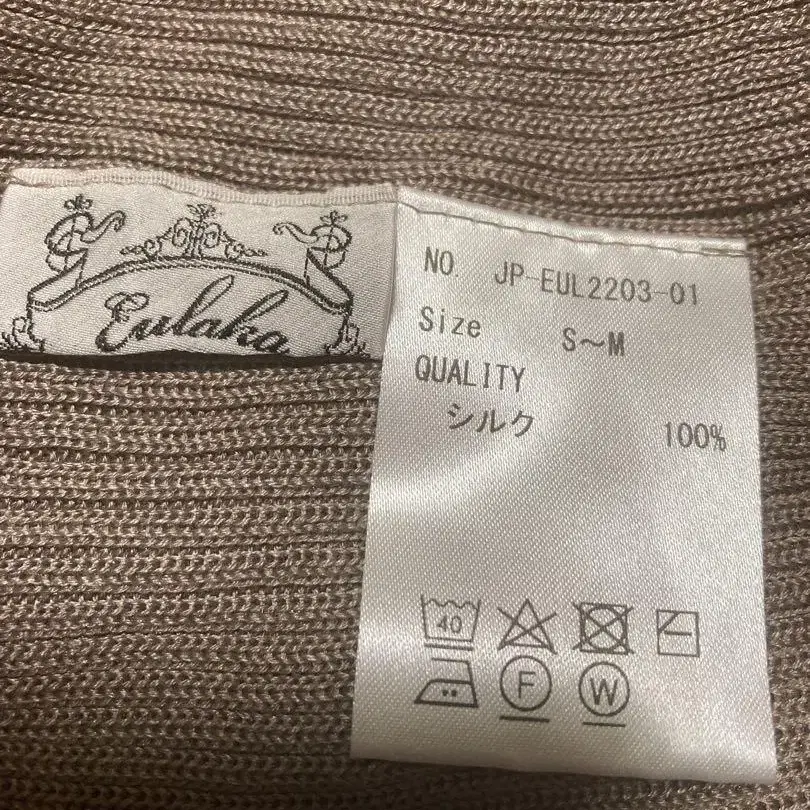 Eulaka
NO. JP-EUL2203-01
Size S～M
QUALITY
シルク 100%
40
F W